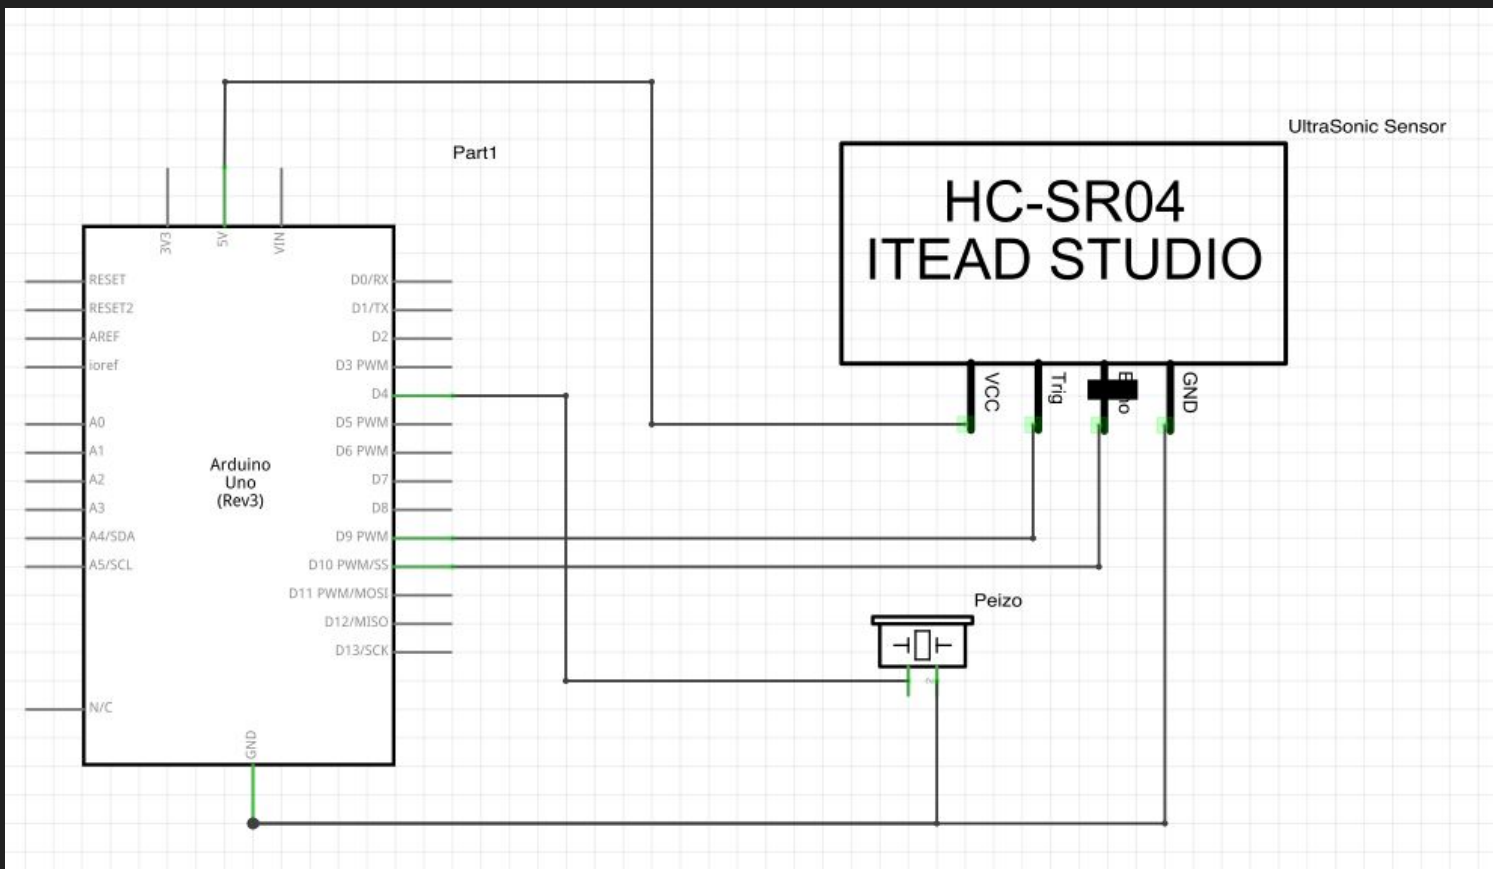 Part1
UltraSonic Sensor
HC-SR04
ITEAD STUDIO
VCC
Trig
GND
3V3
5V
VIN
RESET
RESET2
AREF
ioref
A0
A1
A2
A3
A4/SDA
A5/SCL
N/C
Arduino
Uno
(Rev3)
D0/RX
D1/TX
D2
D3 PWM
D4
D5 PWM
D6 PWM
D7
D8
D9 PWM
D10 PWM/SS
D11 PWM/MOSI
D12/MISO
D13/SCK
GND
Peizo
2